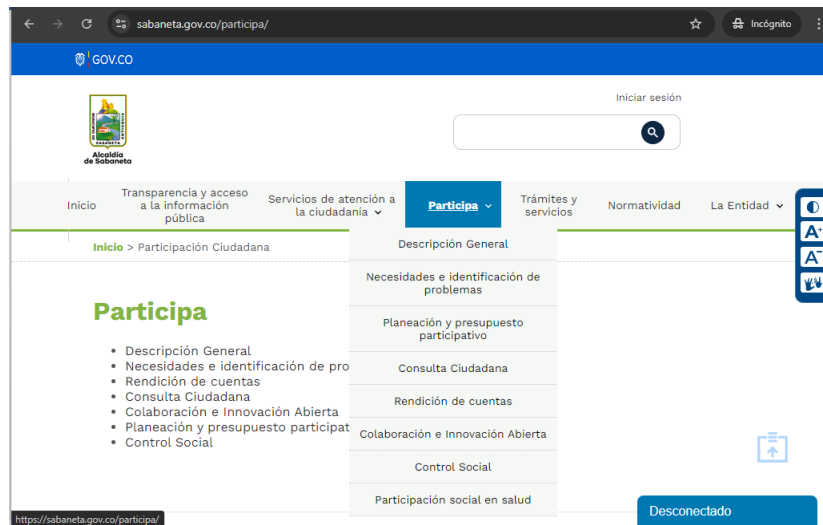 sabaneta.gov.co/participa/
Incógnito
GOV.CO
Iniciar sesión
SABANETA
Alcaldía
de Sabaneta
Inicio
Transparencia y acceso
a la información
pública
Servicios de atención a
la ciudadanía
Participa
Trámites y
servicios
Normatividad
La Entidad
A+
A-
Inicio > Participación Ciudadana
Descripción General
Necesidades e identificación de
problemas
Planeación y presupuesto
participativo
Consulta Ciudadana
Rendición de cuentas
Colaboración e Innovación Abierta
Control Social
Participación social en salud
Participa
• Descripción General
• Necesidades e identificación de pro
• Rendición de cuentas
• Consulta Ciudadana
• Colaboración e Innovación Abierta
• Planeación y presupuesto participat
• Control Social
Desconectado
https://sabaneta.gov.co/participa/